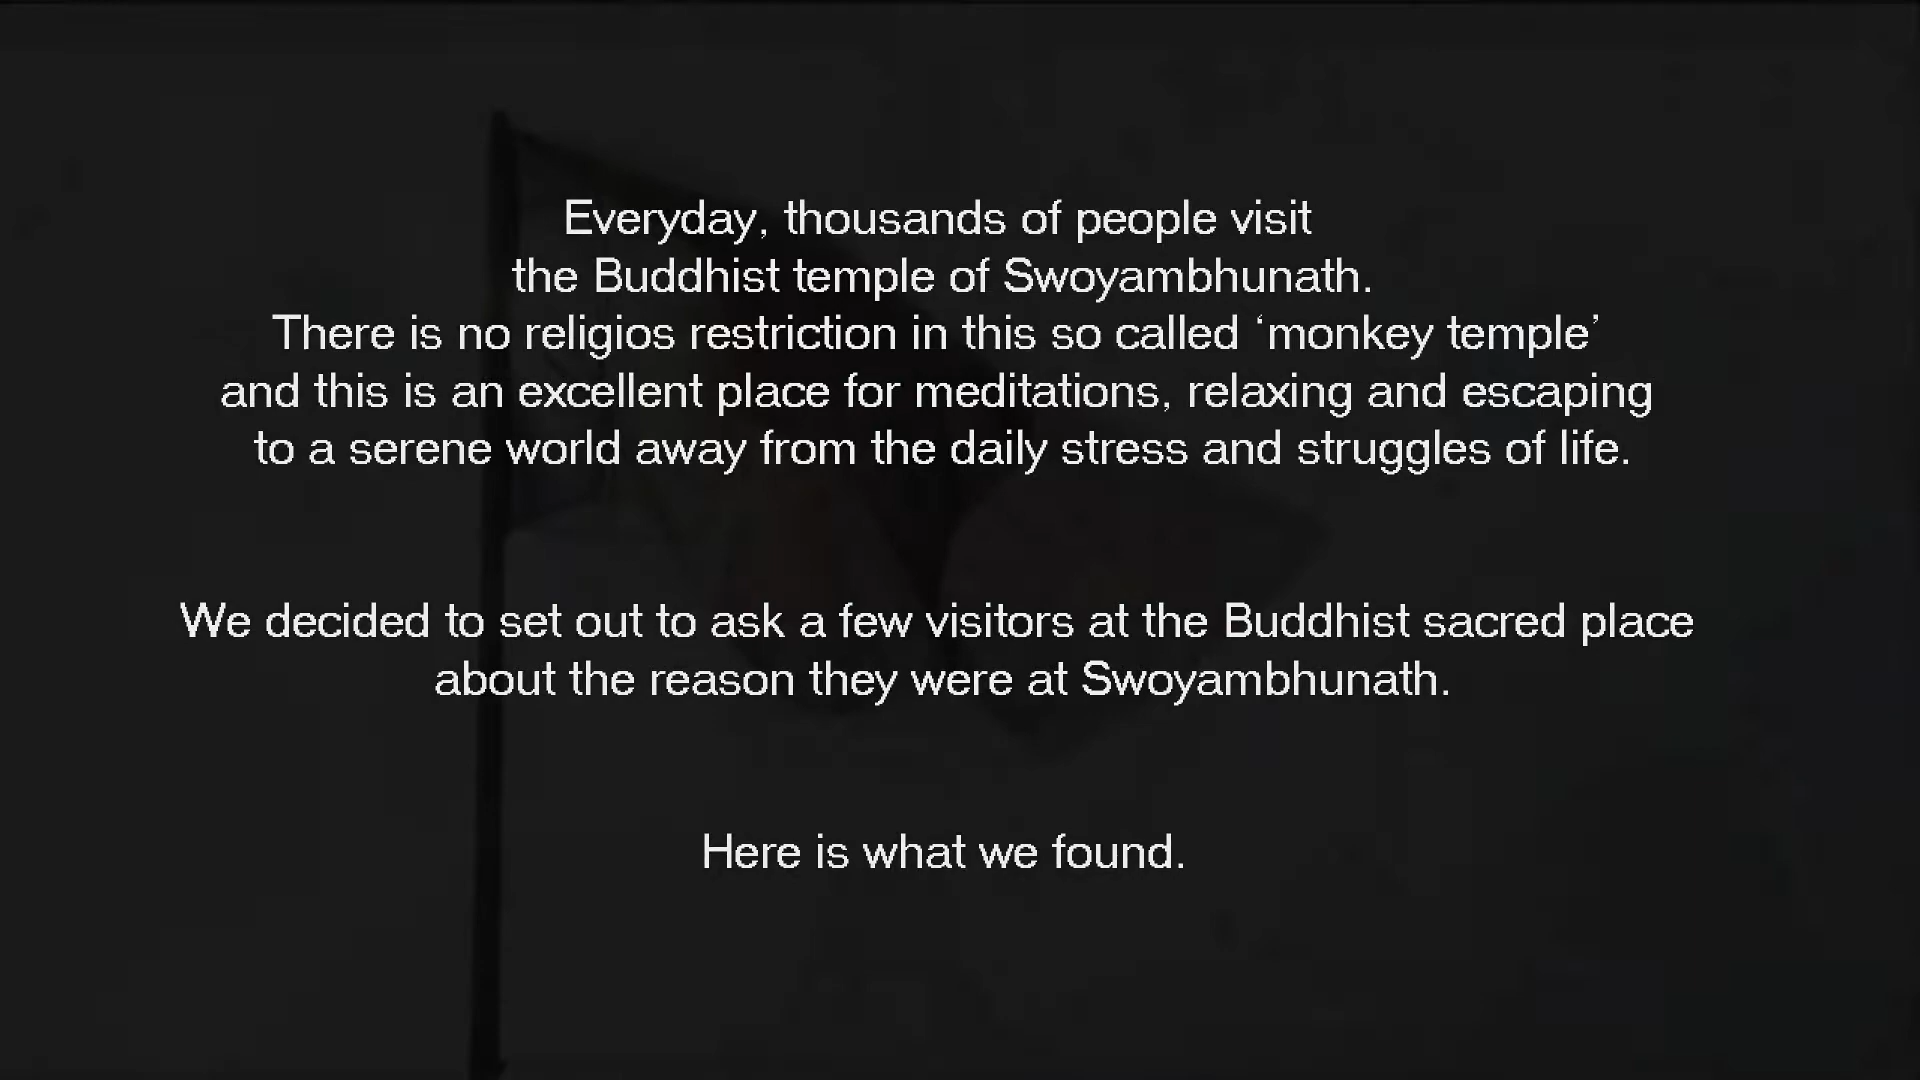 Everyday, thousands of people visit
the Buddhist temple of Swoyambhunath.
There is no religios restriction in this so called ‘monkey temple’
and this is an excellent place for meditations, relaxing and escaping
to a serene world away from the daily stress and struggles of life.
We decided to set out to ask a few visitors at the Buddhist sacred place
about the reason they were at Swoyambhunath.
Here is what we found.